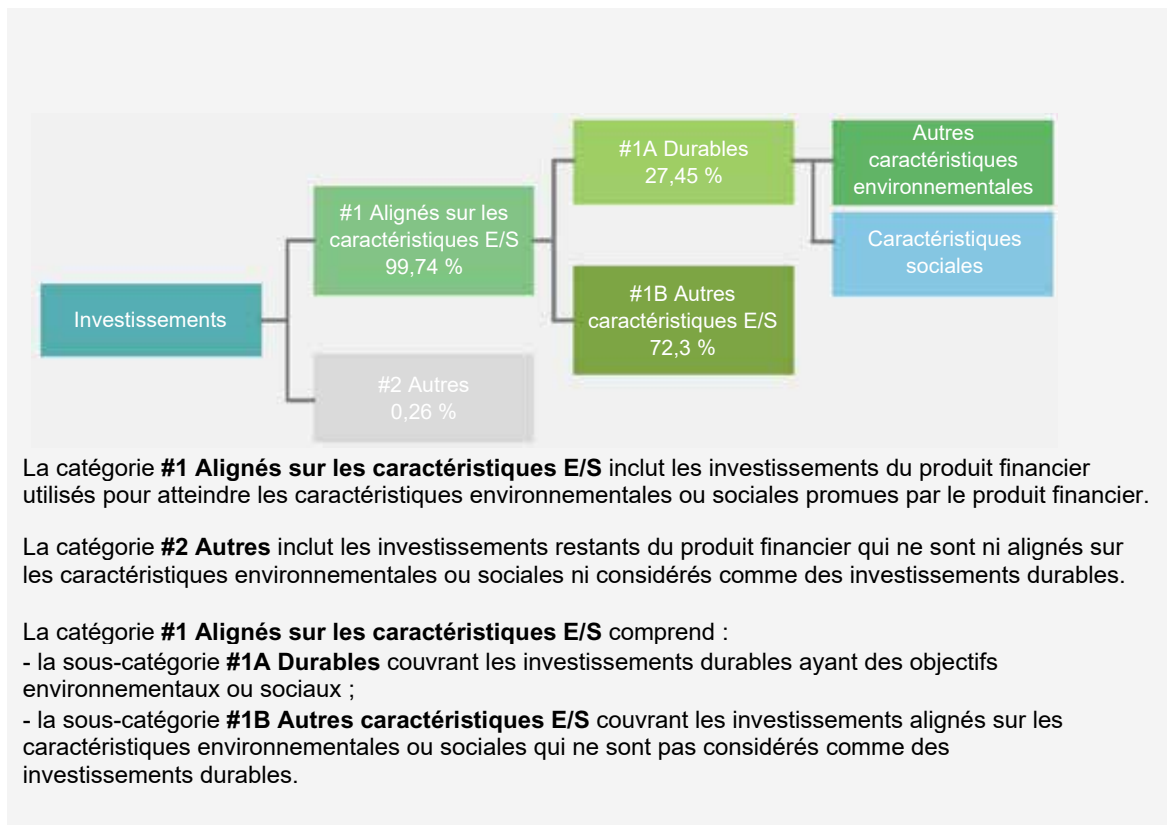 Investissements
#1 Alignés sur les
caractéristiques E/S
99,74 %
#2 Autres
0,26 %
#1A Durables
27,45 %
#1B Autres
caractéristiques E/S
72,3 %
Autres
caractéristiques
environnementales
Caractéristiques
sociales
La catégorie #1 Alignés sur les caractéristiques E/S inclut les investissements du produit financier
utilisés pour atteindre les caractéristiques environnementales ou sociales promues par le produit financier.
La catégorie #2 Autres inclut les investissements restants du produit financier qui ne sont ni alignés sur
les caractéristiques environnementales ou sociales ni considérés comme des investissements durables.
La catégorie #1 Alignés sur les caractéristiques E/S comprend :
- la sous-catégorie #1A Durables couvrant les investissements durables ayant des objectifs
environnementaux ou sociaux ;
- la sous-catégorie #1B Autres caractéristiques E/S couvrant les investissements alignés sur les
caractéristiques environnementales ou sociales qui ne sont pas considérés comme des
investissements durables.